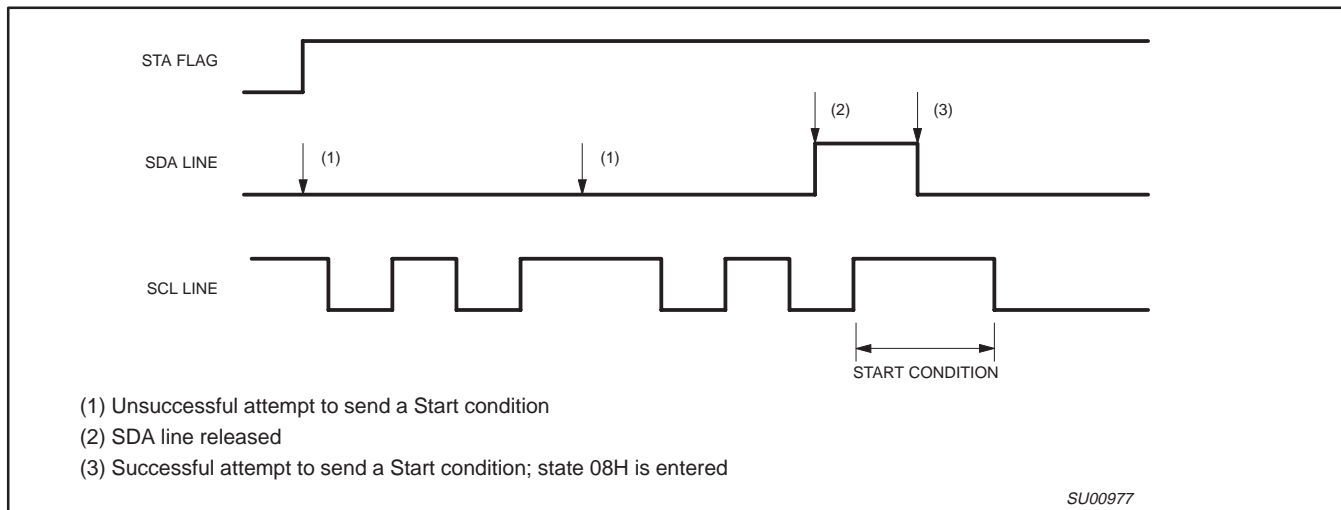 STA FLAG
(2)
(3)
SDA LINE
(1)
(1)
SCL LINE
START CONDITION
(1) Unsuccessful attempt to send a Start condition
(2) SDA line released
(3) Successful attempt to send a Start condition; state 08H is entered
SU00977